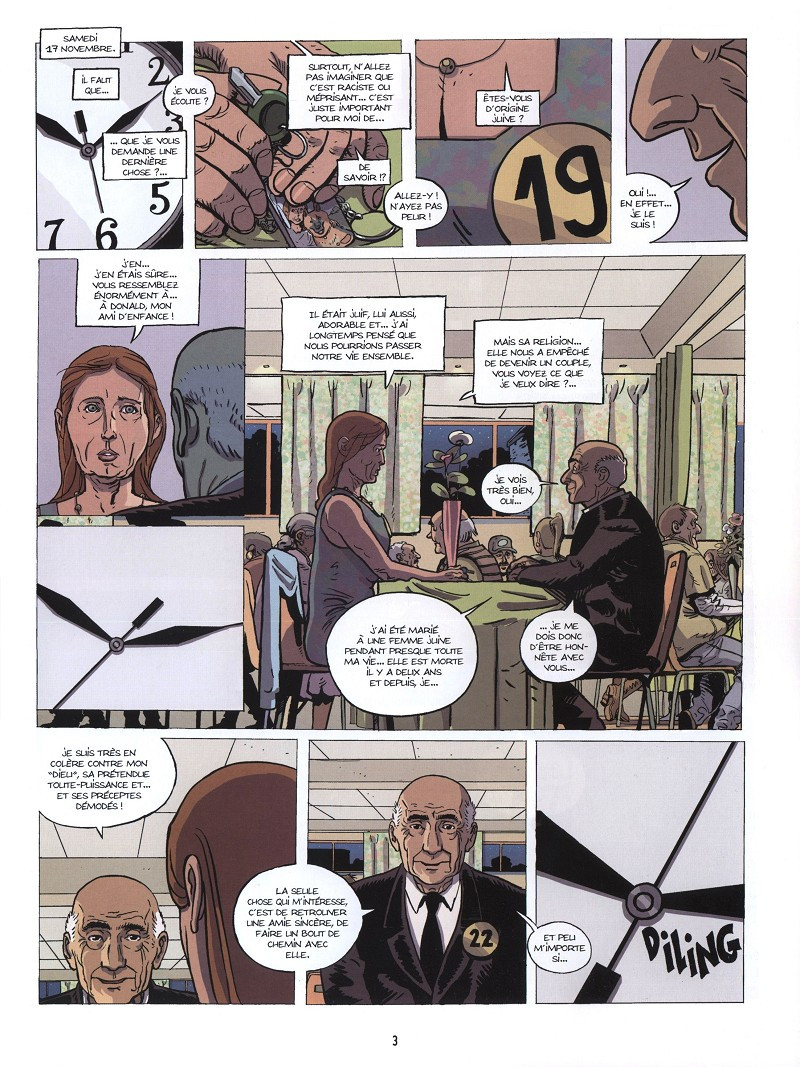 SAMEDI
17 NOVEMBRE.
IL FAUT
QUE...
... QUE JE VOUS
DEMANDE UNE
DERNIÈRE
CHOSE ?...
2
3
5
6
7
JE VOUS
ÉCOUTE ?
SURTOUT, N'ALLEZ
PAS IMAGINER QUE
C'EST RACISTE OU
MÉPRISANT... C'EST
JUSTE IMPORTANT
POUR MOI DE...
DE
SAVOIR !?
ALLEZ-Y !
N'AYEZ PAS
PEUR !
ÊTES-VOUS
D'ORIGINE
JUIVE ?
19
OUI !...
EN EFFET...
JE LE
SUIS !
J'EN...
J'EN ÉTAIS SÛRE...
VOUS RESSEMBLEZ
ÉNORMÉMENT À...
À DONALD, MON
AMI D'ENFANCE !
IL ÉTAIT JUIF, LUI AUSSI,
ADORABLE ET... J'AI
LONGTEMPS PENSÉ QUE
NOUS POURRIONS PASSER
NOTRE VIE ENSEMBLE.
MAIS SA RELIGION...
ELLE NOUS A EMPÊCHÉ
DE DEVENIR UN COUPLE,
VOUS VOYEZ CE QUE
JE VEUX DIRE ?...
JE VOIS
TRÈS BIEN,
OUI...
J'AI ÉTÉ MARIÉ
À UNE FEMME JUIVE
PENDANT PRESQUE TOUTE
MA VIE... ELLE EST MORTE
IL Y A DEUX ANS
ET DEPUIS, JE...
... JE ME
DOIS DONC
D'ÊTRE HON-
NÊTE AVEC
VOUS...
JE SUIS TRÈS EN
COLÈRE CONTRE MON
"DIEU", SA PRÉTENDUE
TOUTE-PUISSANCE ET...
ET SES PRÉCEPTES
DÉMODÉS !
LA SEULE
CHOSE QUI M'INTÉRESSE,
C'EST DE RETROUVER
UNE AMIE SINCÈRE, DE
FAIRE UN BOUT DE
CHEMIN AVEC
ELLE.
22
ET PEU
M'IMPORTE
SI...
DILING
3